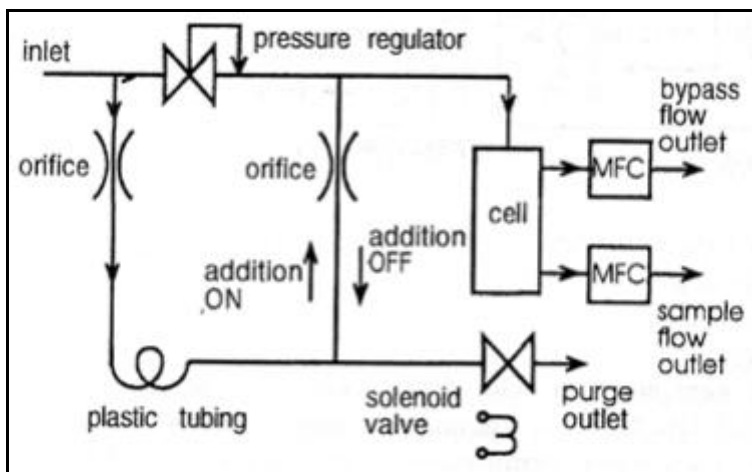 inlet
pressure regulator
bypass
flow
outlet
orifice
orifice
MFC
cell
addition
ON
addition
OFF
MFC
sample
flow
outlet
plastic tubing
solenoid
valve
purge
outlet